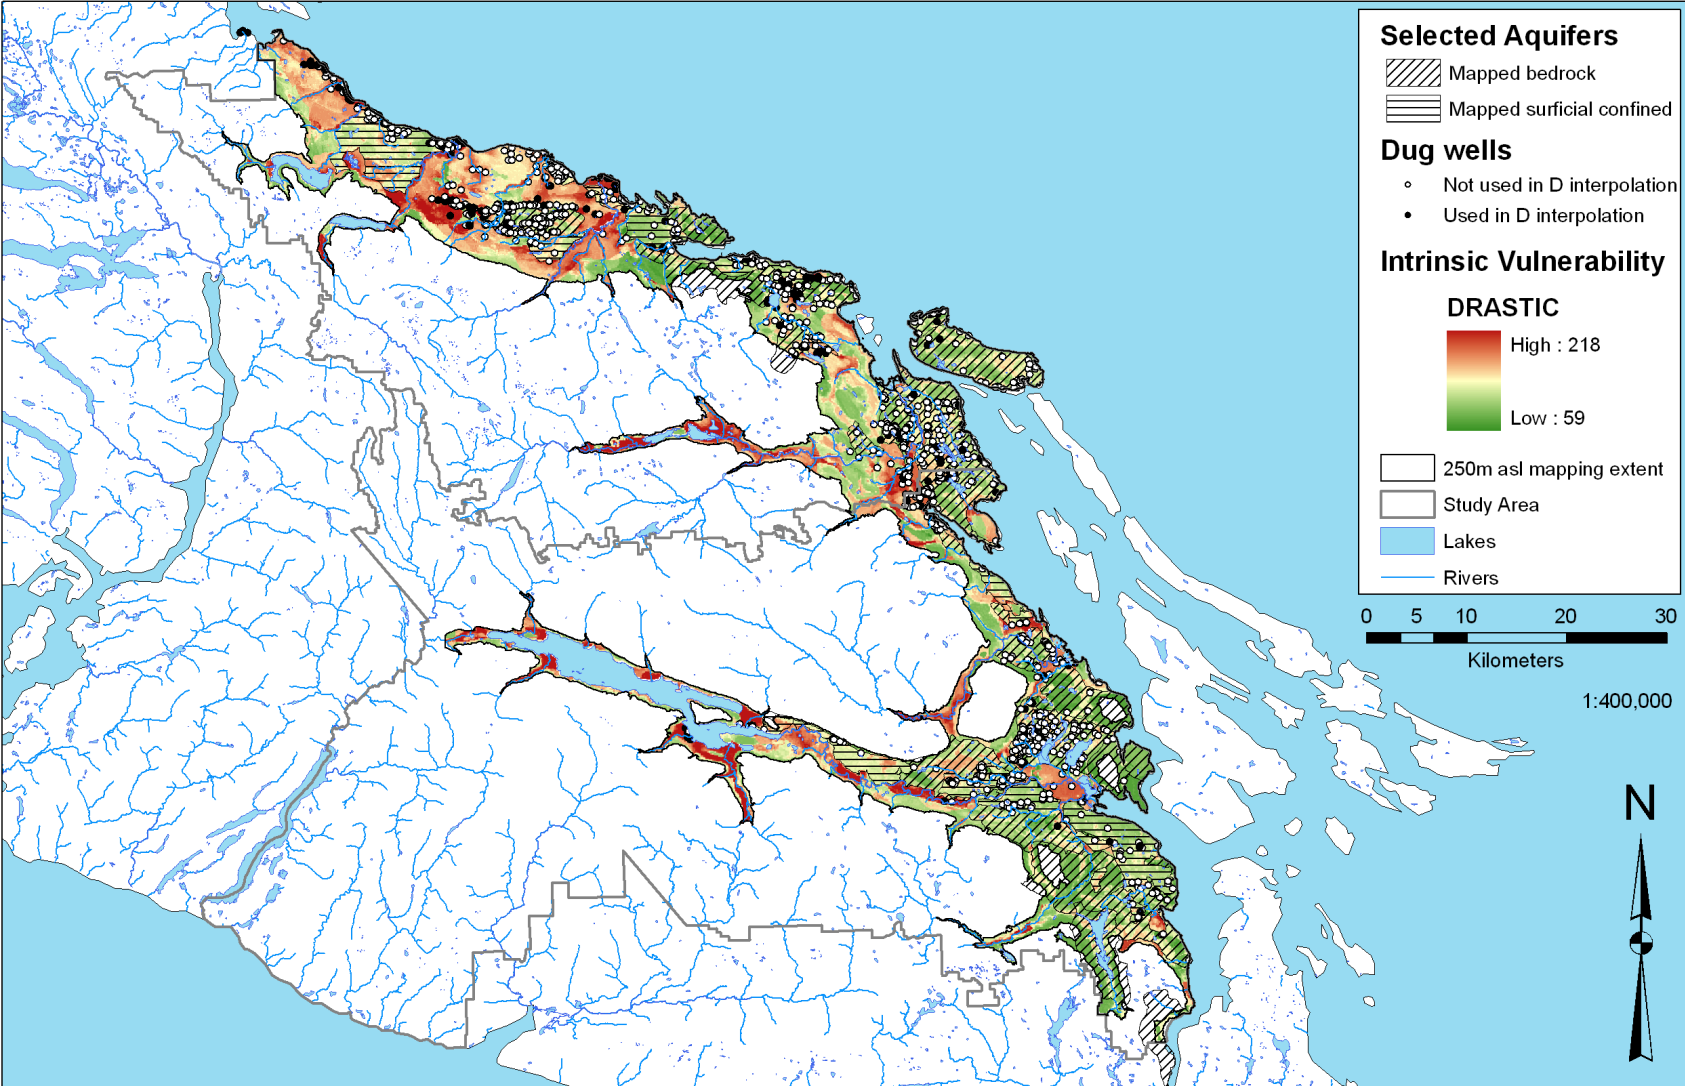 Selected Aquifers
Mapped bedrock
Mapped surficial confined
Dug wells
Not used in D interpolation
Used in D interpolation
Intrinsic Vulnerability
DRASTIC
High : 218
Low : 59
250m asl mapping extent
Study Area
Lakes
Rivers
0 5 10 20 30
Kilometers
1:400,000
N